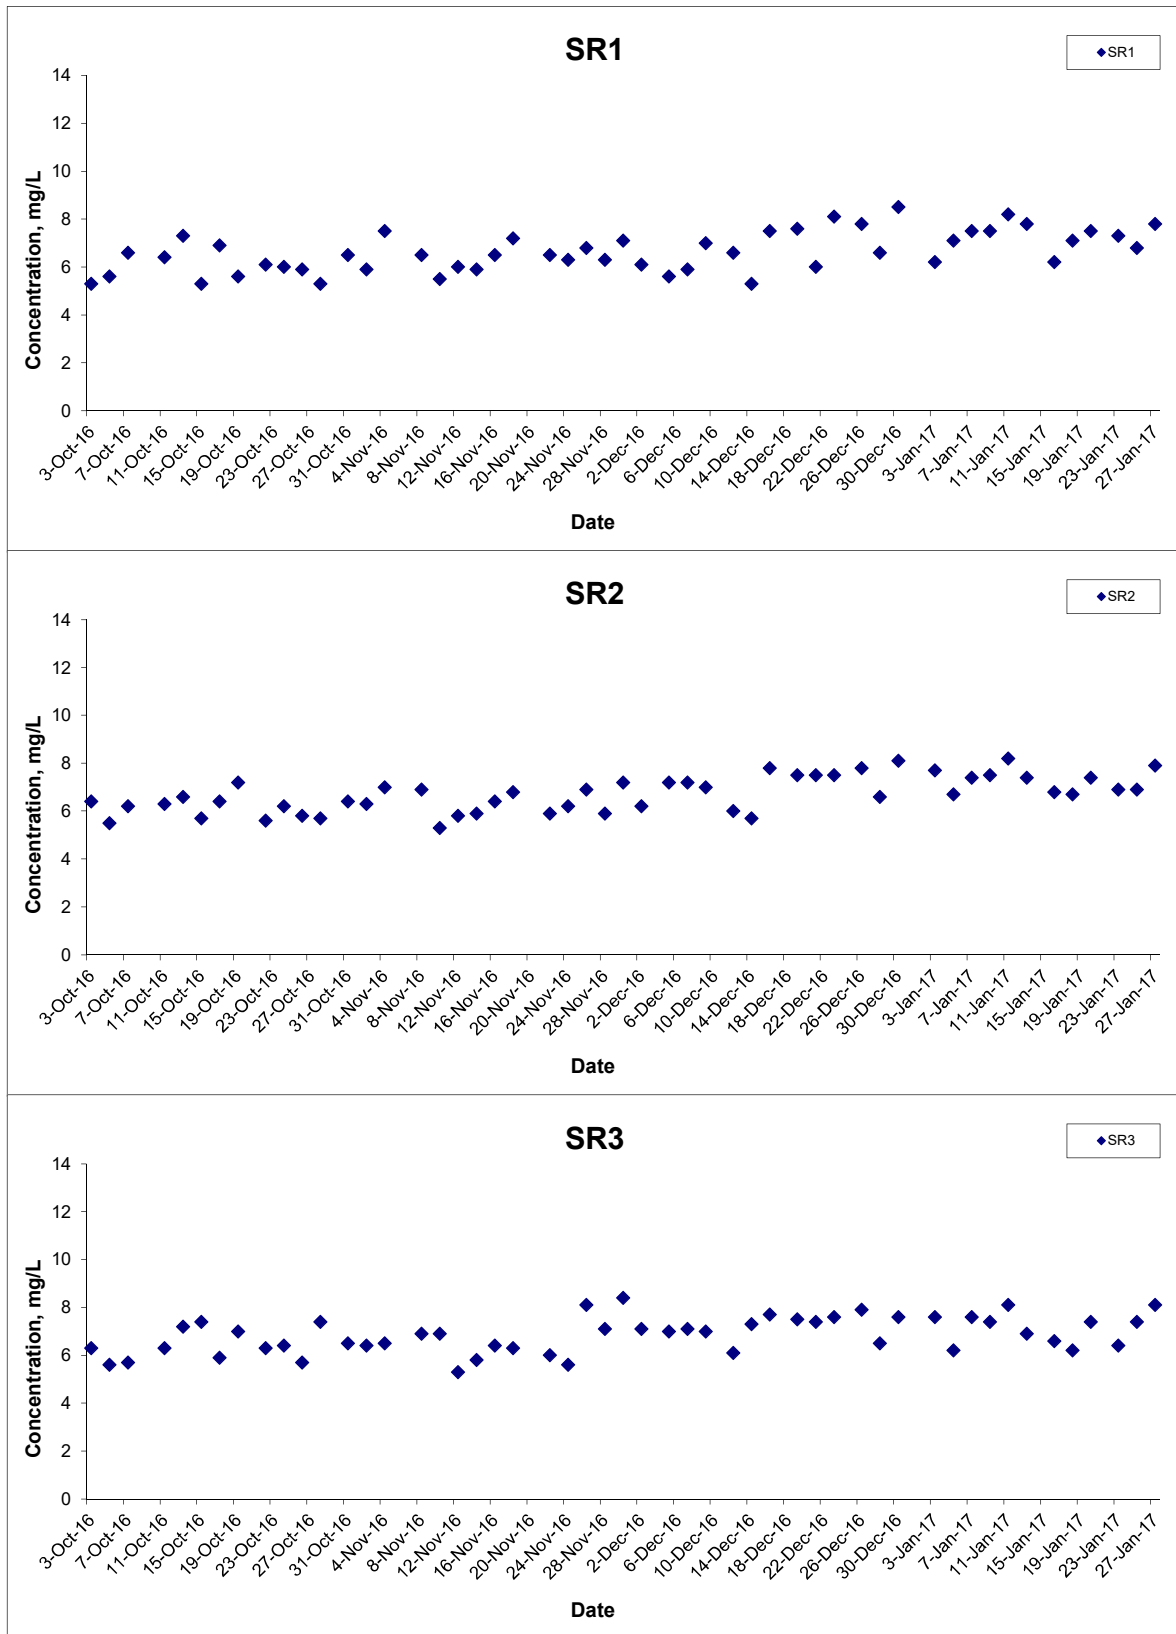 SR1
SR1
Concentration, mg/L
14
12
10
8
6
4
2
0
3-Oct-16
7-Oct-16
11-Oct-16
15-Oct-16
19-Oct-16
23-Oct-16
27-Oct-16
31-Oct-16
4-Nov-16
8-Nov-16
12-Nov-16
16-Nov-16
20-Nov-16
24-Nov-16
28-Nov-16
2-Dec-16
6-Dec-16
10-Dec-16
14-Dec-16
18-Dec-16
22-Dec-16
26-Dec-16
30-Dec-16
3-Jan-17
7-Jan-17
11-Jan-17
15-Jan-17
19-Jan-17
23-Jan-17
27-Jan-17
Date
SR2
SR2
Concentration, mg/L
14
12
10
8
6
4
2
0
3-Oct-16
7-Oct-16
11-Oct-16
15-Oct-16
19-Oct-16
23-Oct-16
27-Oct-16
31-Oct-16
4-Nov-16
8-Nov-16
12-Nov-16
16-Nov-16
20-Nov-16
24-Nov-16
28-Nov-16
2-Dec-16
6-Dec-16
10-Dec-16
14-Dec-16
18-Dec-16
22-Dec-16
26-Dec-16
30-Dec-16
3-Jan-17
7-Jan-17
11-Jan-17
15-Jan-17
19-Jan-17
23-Jan-17
27-Jan-17
Date
SR3
SR3
Concentration, mg/L
14
12
10
8
6
4
2
0
3-Oct-16
7-Oct-16
11-Oct-16
15-Oct-16
19-Oct-16
23-Oct-16
27-Oct-16
31-Oct-16
4-Nov-16
8-Nov-16
12-Nov-16
16-Nov-16
20-Nov-16
24-Nov-16
28-Nov-16
2-Dec-16
6-Dec-16
10-Dec-16
14-Dec-16
18-Dec-16
22-Dec-16
26-Dec-16
30-Dec-16
3-Jan-17
7-Jan-17
11-Jan-17
15-Jan-17
19-Jan-17
23-Jan-17
27-Jan-17
Date